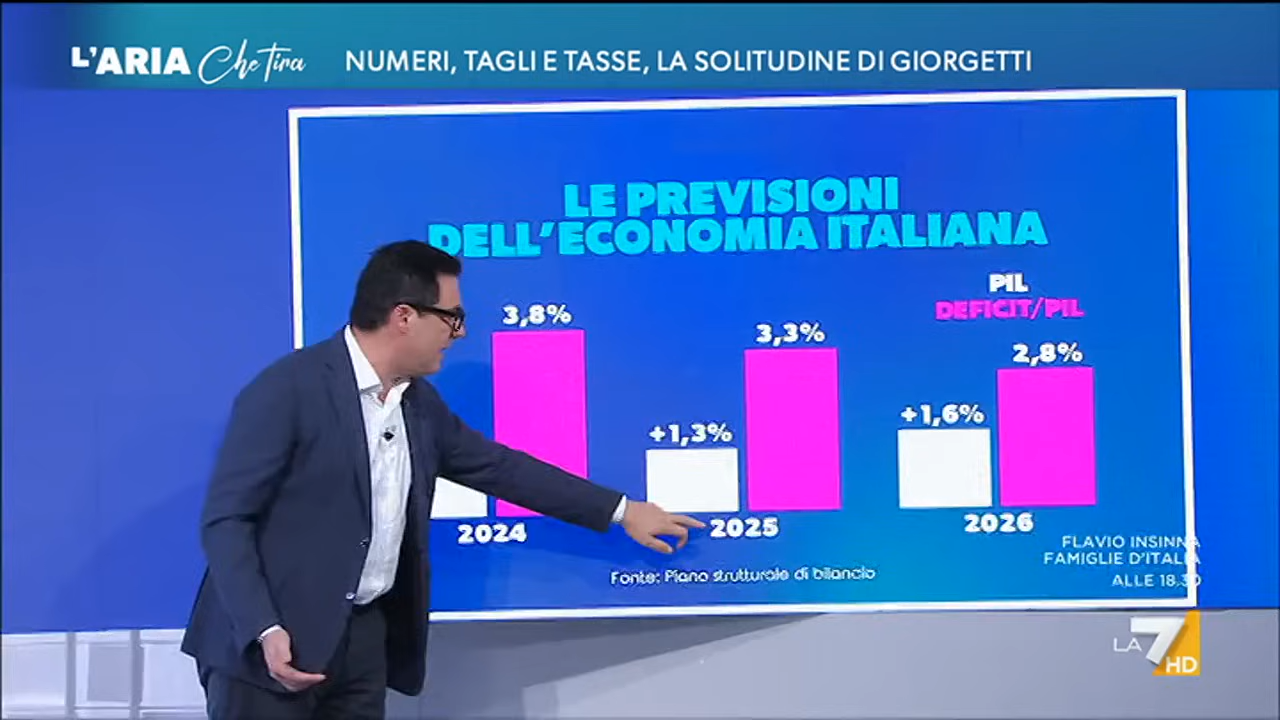 L'ARIA Che tira
NUMERI, TAGLI E TASSE, LA SOLITUDINE DI GIORGETTI
LE PREVISIONI
DELL'ECONOMIA ITALIANA
PIL
DEFICIT/PIL
3,8%
3,3%
2,8%
+1,3%
+1,6%
2024
2025
2026
Fonte: Piano strutturale di bilancio
FLAVIO INSINNA
FAMIGLIE D'ITALIA
ALLE 18.30
LA 7 HD